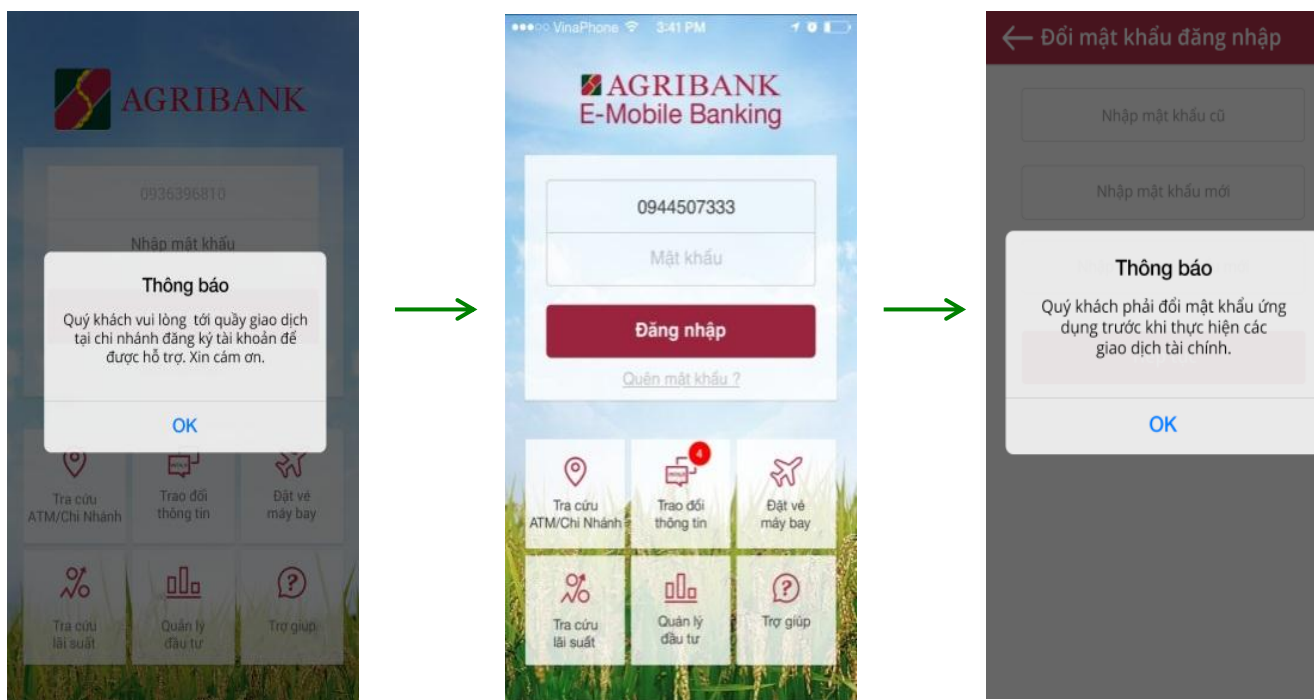 AGRIBANK
0936396810
Nhập mật khẩu
Thông báo
Quý khách vui lòng tới quầy giao dịch
tại chi nhánh đăng ký tài khoản để
được hỗ trợ. Xin cám ơn.
OK
Tra cứu
ATM/Chi Nhánh
Trao đổi
thông tin
Đặt vé
máy bay
Tra cứu
lãi suất
Quản lý
đầu tư
Trợ giúp
VinaPhone 3:41 PM
AGRIBANK
E-Mobile Banking
0944507333
Mật khẩu
Đăng nhập
Quên mật khẩu ?
Tra cứu
ATM/Chi Nhánh
4
Trao đổi
thông tin
Đặt vé
máy bay
Tra cứu
lãi suất
Quản lý
đầu tư
Trợ giúp
Đổi mật khẩu đăng nhập
Nhập mật khẩu cũ
Nhập mật khẩu mới
Thông báo
Quý khách phải đổi mật khẩu ứng
dụng trước khi thực hiện các
giao dịch tài chính.
OK